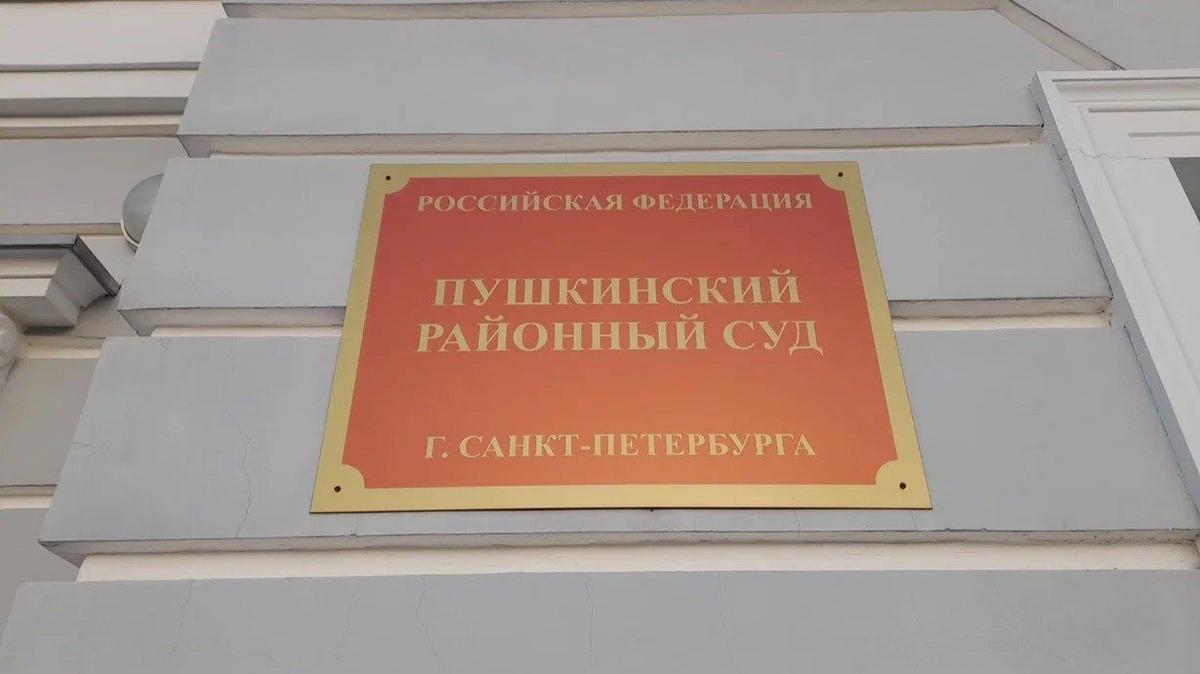 РОССИЙСКАЯ ФЕДЕРАЦИЯ
ПУШКИНСКИЙ
РАЙОННЫЙ СУД
Г. САНКТ-ПЕТЕРБУРГА